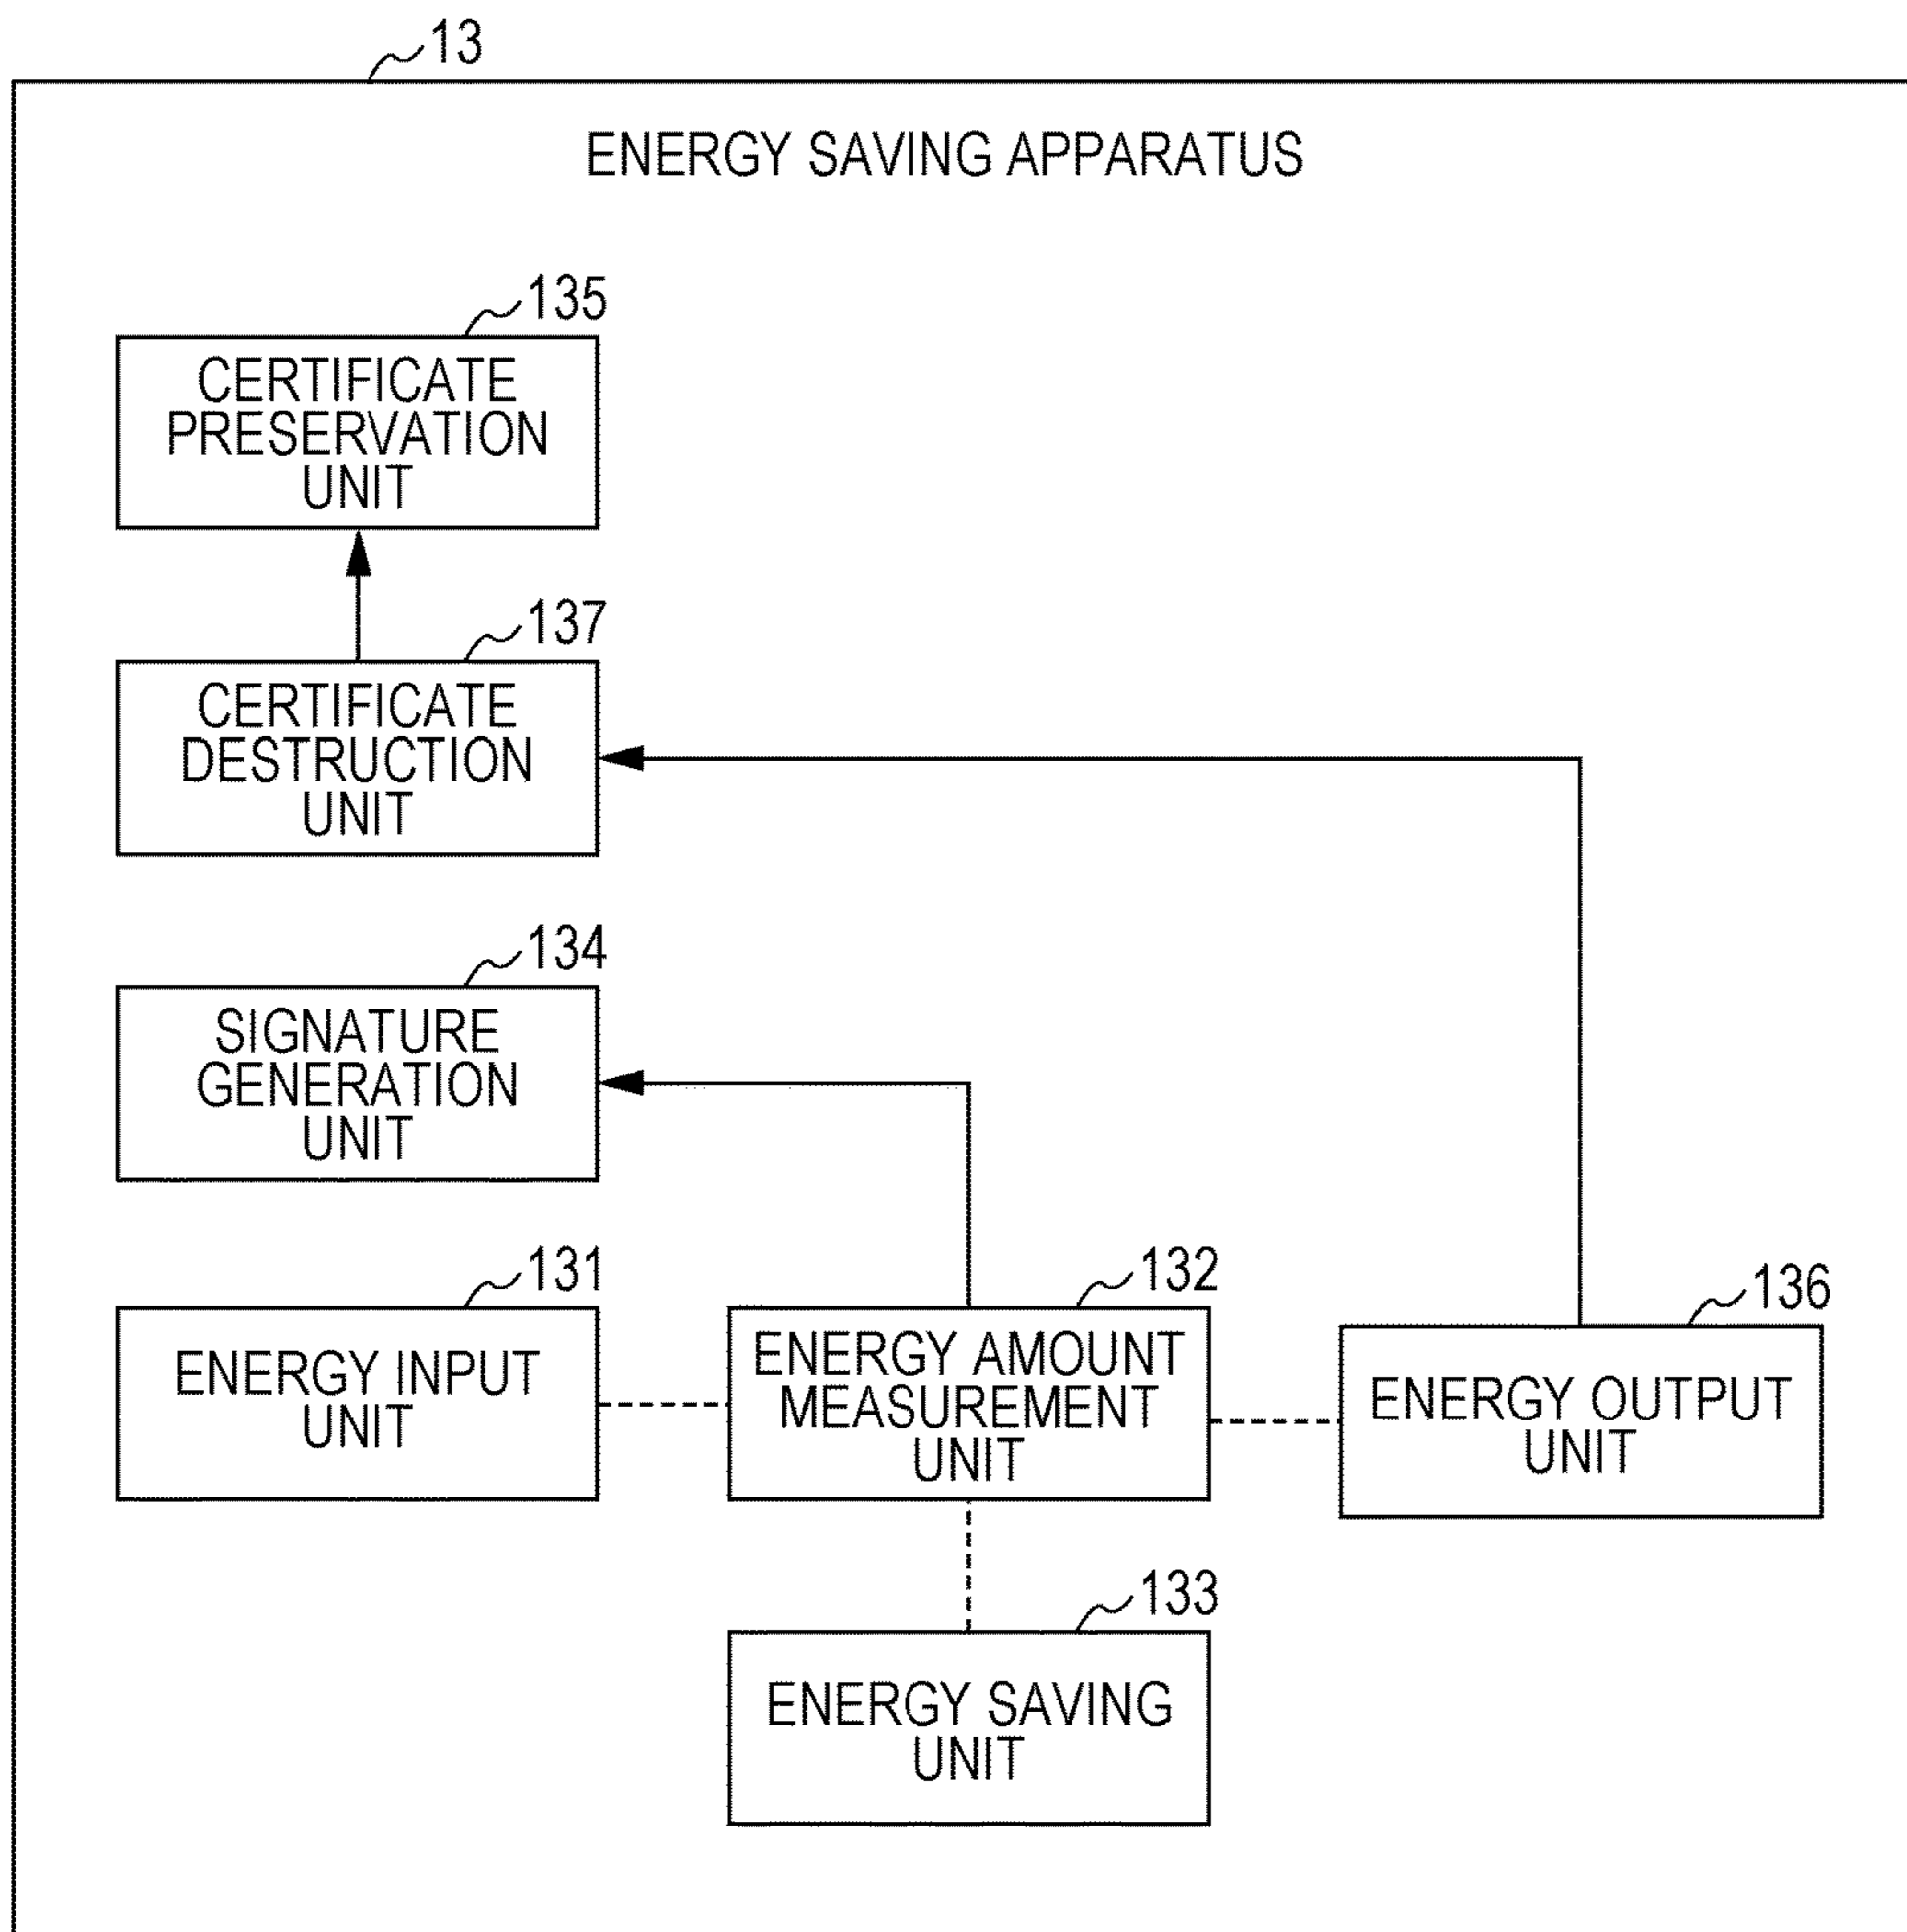 13
ENERGY SAVING APPARATUS
135
CERTIFICATE
PRESERVATION
UNIT
137
CERTIFICATE
DESTRUCTION
UNIT
134
SIGNATURE
GENERATION
UNIT
131
ENERGY INPUT
UNIT
132
ENERGY AMOUNT
MEASUREMENT
UNIT
136
ENERGY OUTPUT
UNIT
133
ENERGY SAVING
UNIT